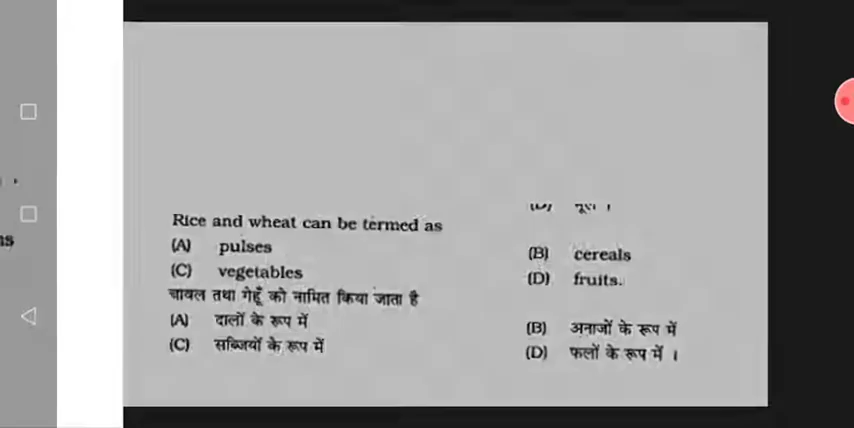 Rice and wheat can be termed as
(A) pulses (B) cereals
(C) vegetables (D) fruits.
चावल तथा गेहूँ को नामित किया जाता है
(A) दालों के रूप में (B) अनाजों के रूप में
(C) सब्जियों के रूप में (D) फलों के रूप में ।